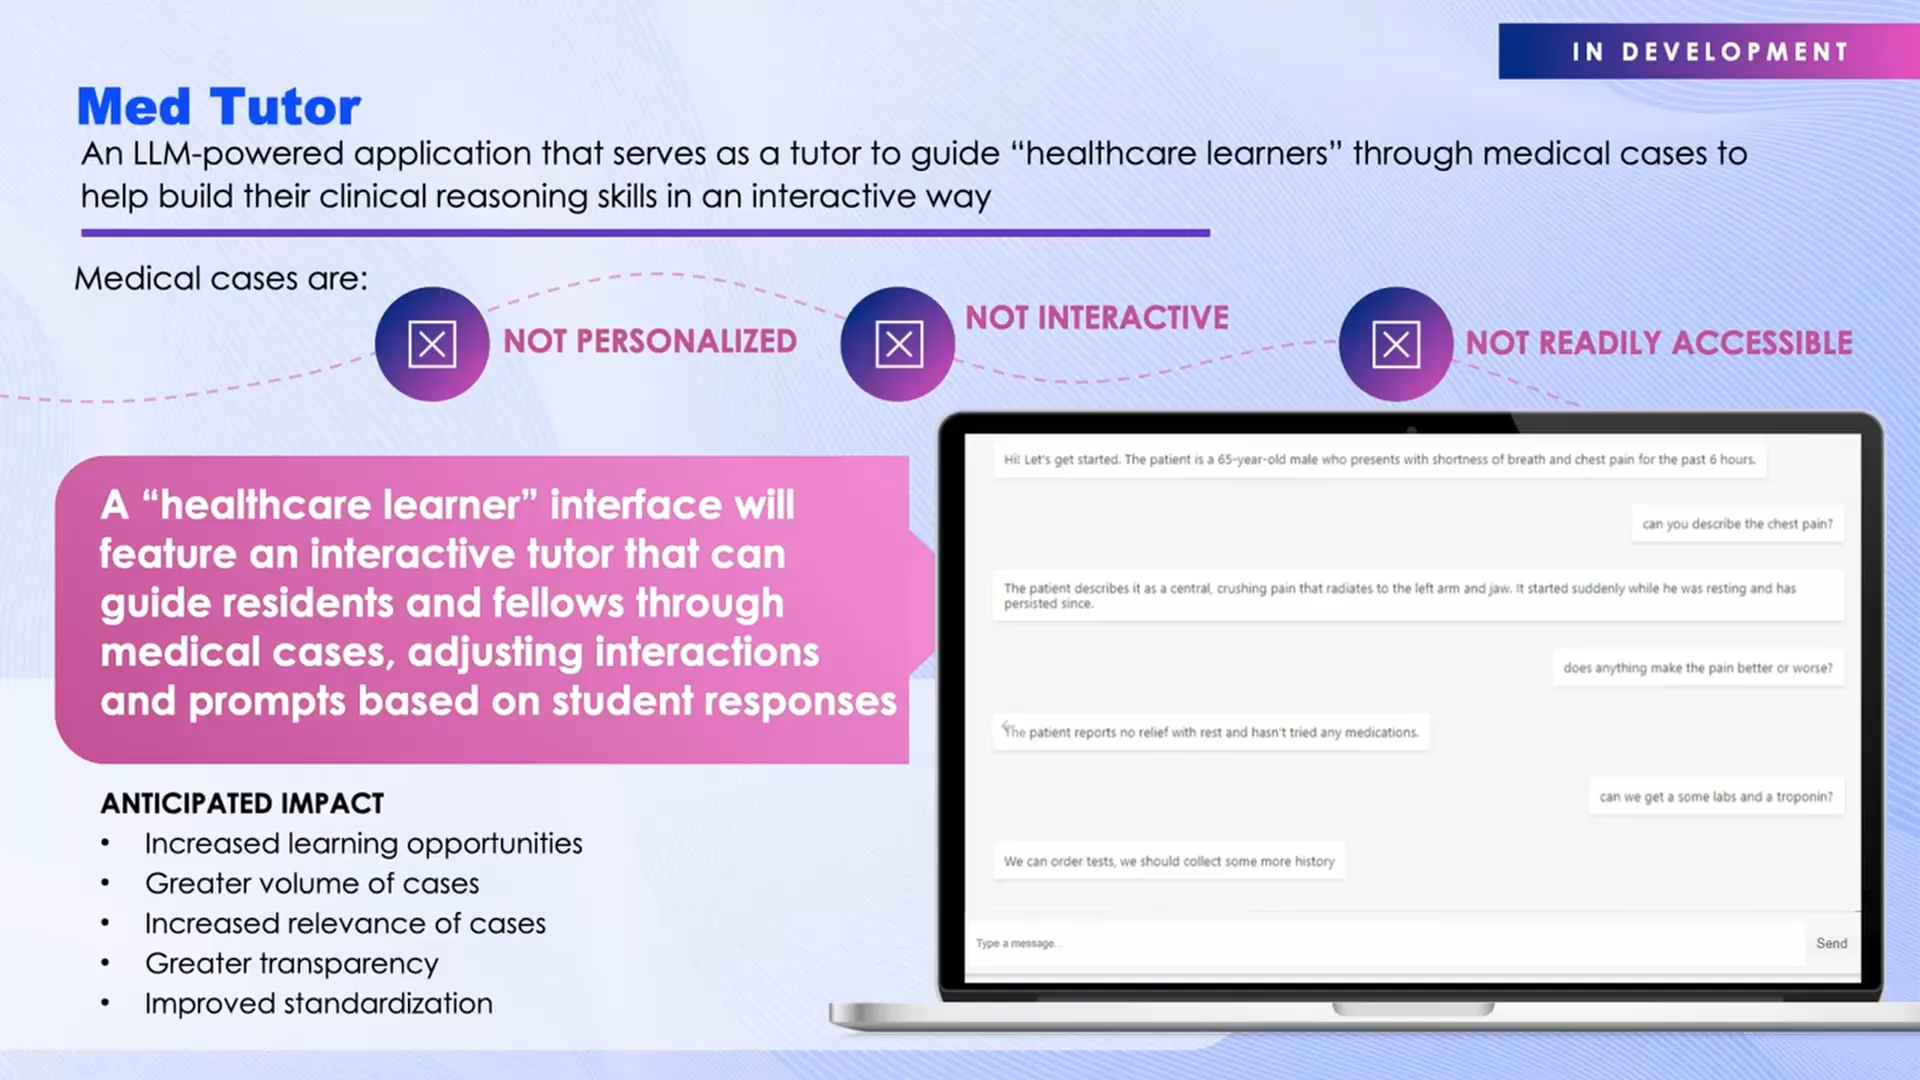 IN DEVELOPMENT
Med Tutor
An LLM-powered application that serves as a tutor to guide “healthcare learners” through medical cases to
help build their clinical reasoning skills in an interactive way
Medical cases are:
NOT PERSONALIZED
NOT INTERACTIVE
NOT READILY ACCESSIBLE
A “healthcare learner” interface will
feature an interactive tutor that can
guide residents and fellows through
medical cases, adjusting interactions
and prompts based on student responses
ANTICIPATED IMPACT
• Increased learning opportunities
• Greater volume of cases
• Increased relevance of cases
• Greater transparency
• Improved standardization
Hi! Let's get started. The patient is a 65-year-old male who presents with shortness of breath and chest pain for the past 6 hours.
can you describe the chest pain?
The patient describes it as a central, crushing pain that radiates to the left arm and jaw. It started suddenly while he was resting and has
persisted since.
does anything make the pain better or worse?
The patient reports no relief with rest and hasn't tried any medications.
can we get a some labs and a troponin?
We can order tests, we should collect some more history
Type a message...
Send